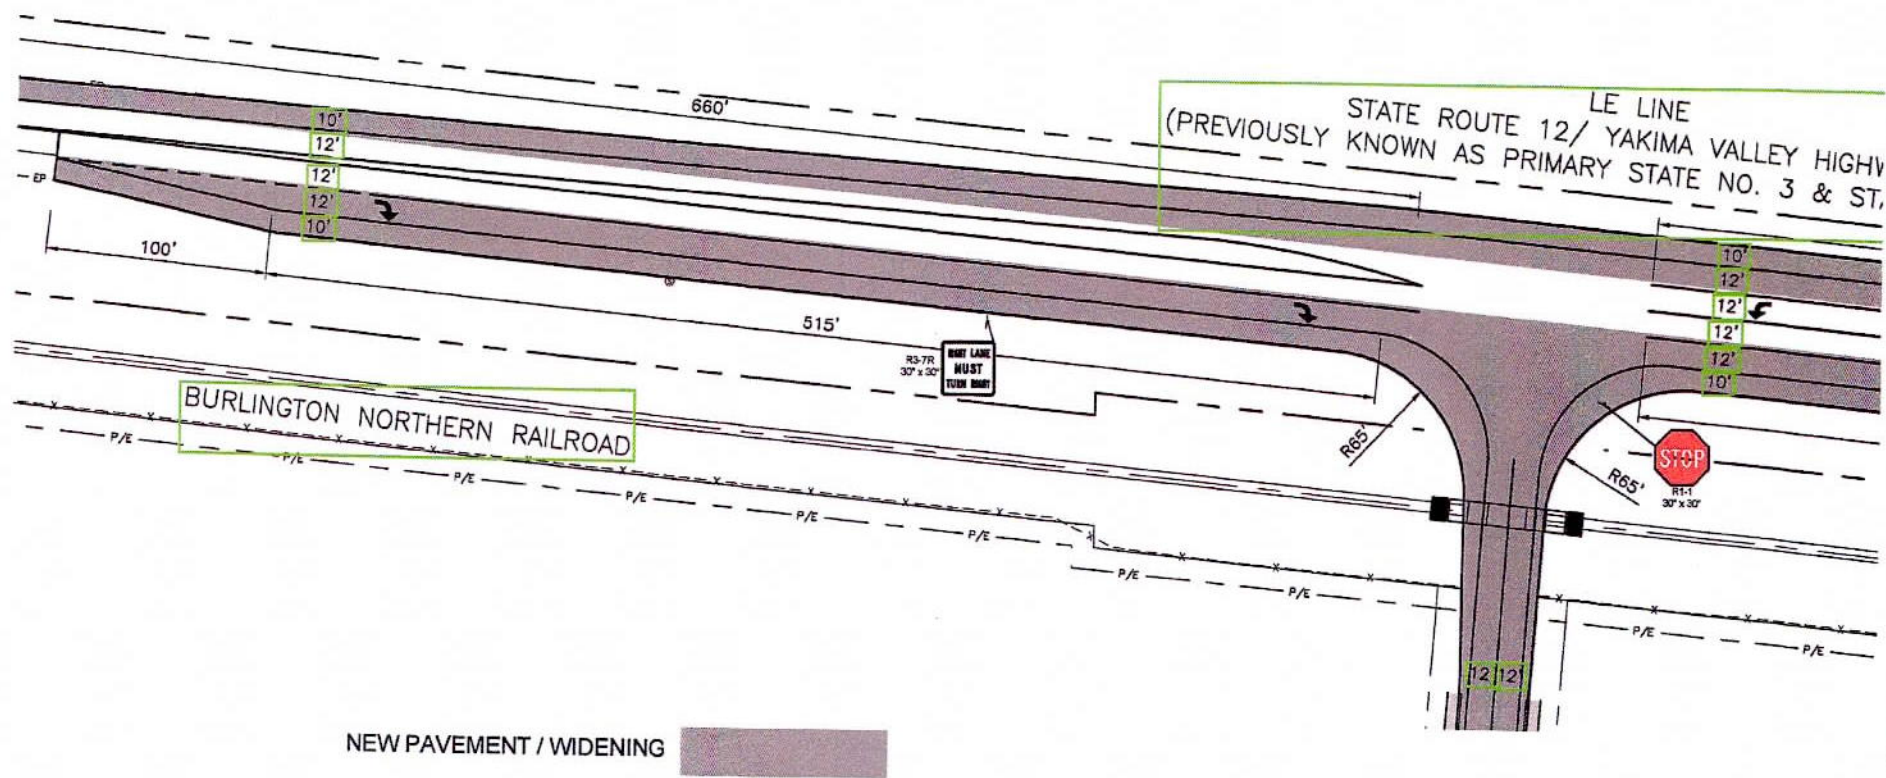 660'
LE LINE
STATE ROUTE 12/ YAKIMA VALLEY HIGHW
(PREVIOUSLY KNOWN AS PRIMARY STATE NO. 3 & STA
10'
12'
12'
12'
10'
EP
100'
515'
R3-7R
30" x 30"
RIGHT LANE
MUST
TURN RIGHT
10'
12'
12'
12'
12'
10'
R65'
R65'
STOP
R1-1
30" x 30"
BURLINGTON NORTHERN RAILROAD
P/E
P/E
P/E
P/E
P/E
P/E
P/E
P/E
P/E
P/E
12' 12'
NEW PAVEMENT / WIDENING